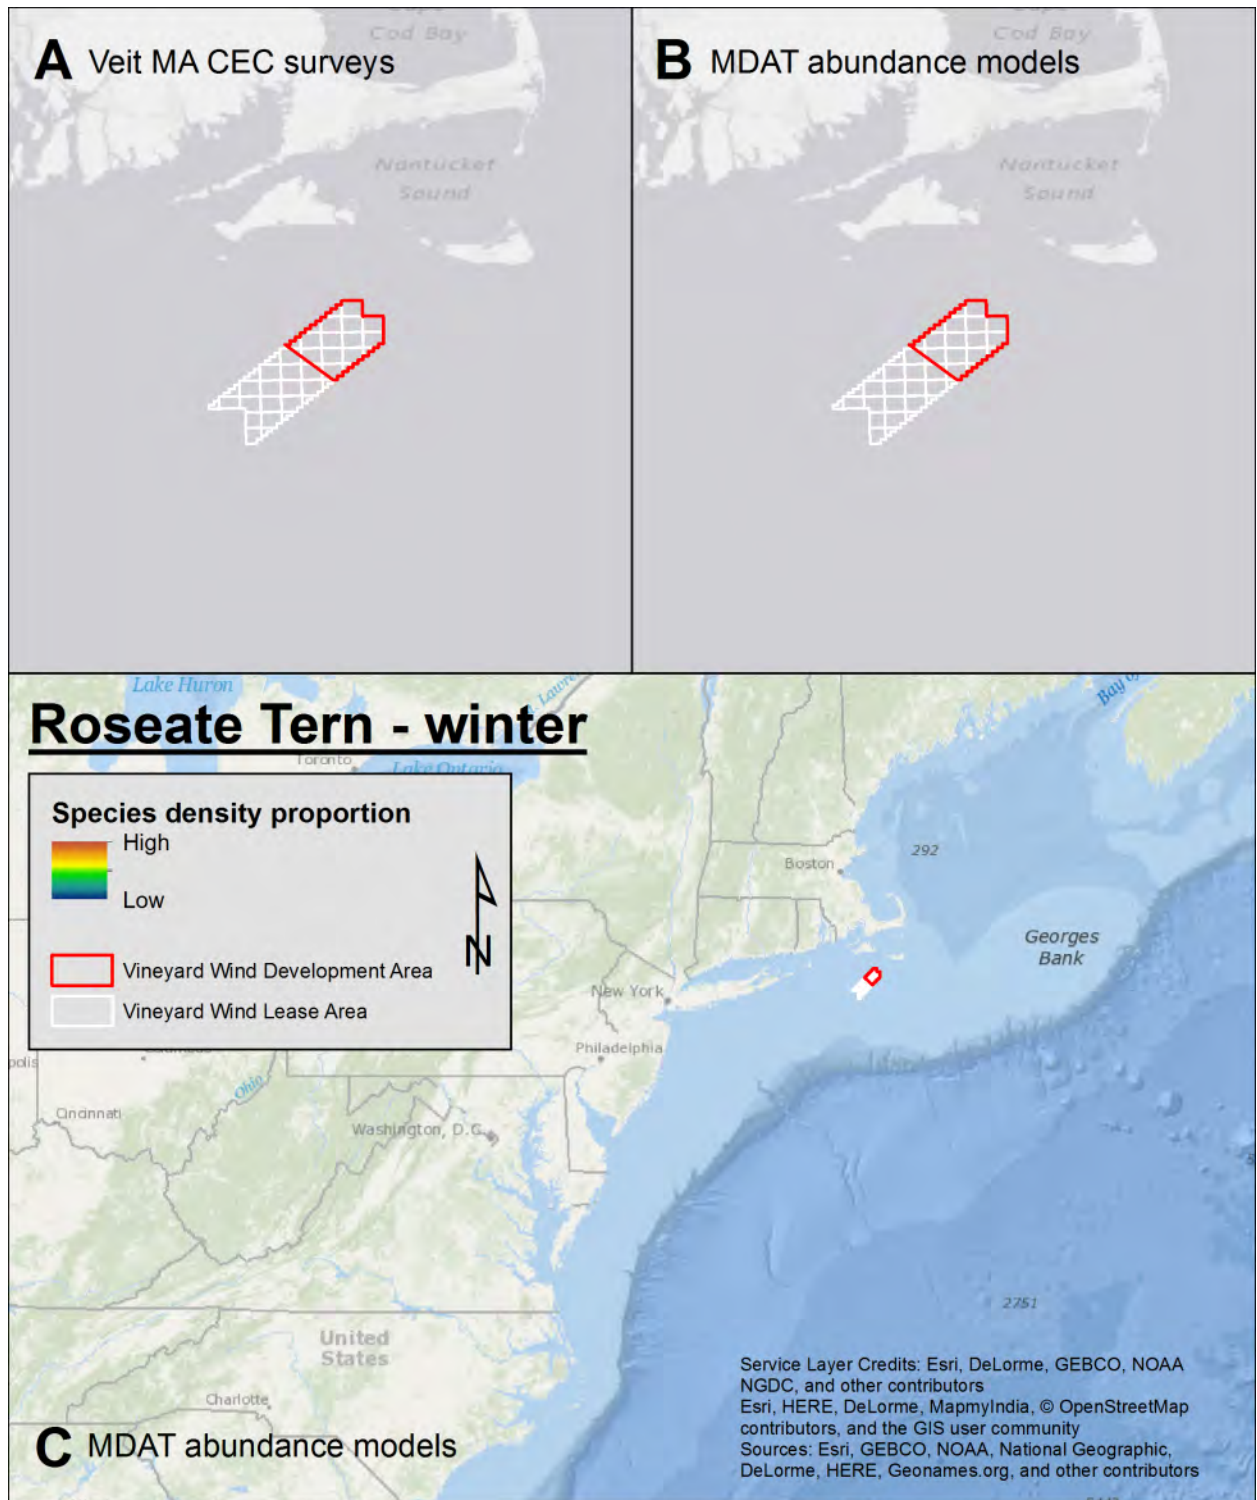 Cod Bay
Cod Bay
A Veit MA CEC surveys
B MDAT abundance models
Nantucket
Sound
Nantucket
Sound
Lake Huron
Bay of
Roseate Tern - winter
Toronto
Lake Ontario
Species density proportion
High
Low
N
Vineyard Wind Development Area
Vineyard Wind Lease Area
292
Boston
Georges
Bank
New York
Philadelphia
Ohio
Cincinnati
Washington, D.C.
2751
United
States
Charlotte
Service Layer Credits: Esri, DeLorme, GEBCO, NOAA
NGDC, and other contributors
Esri, HERE, DeLorme, MapmyIndia, © OpenStreetMap
contributors, and the GIS user community
Sources: Esri, GEBCO, NOAA, National Geographic,
DeLorme, HERE, Geonames.org, and other contributors
C MDAT abundance models